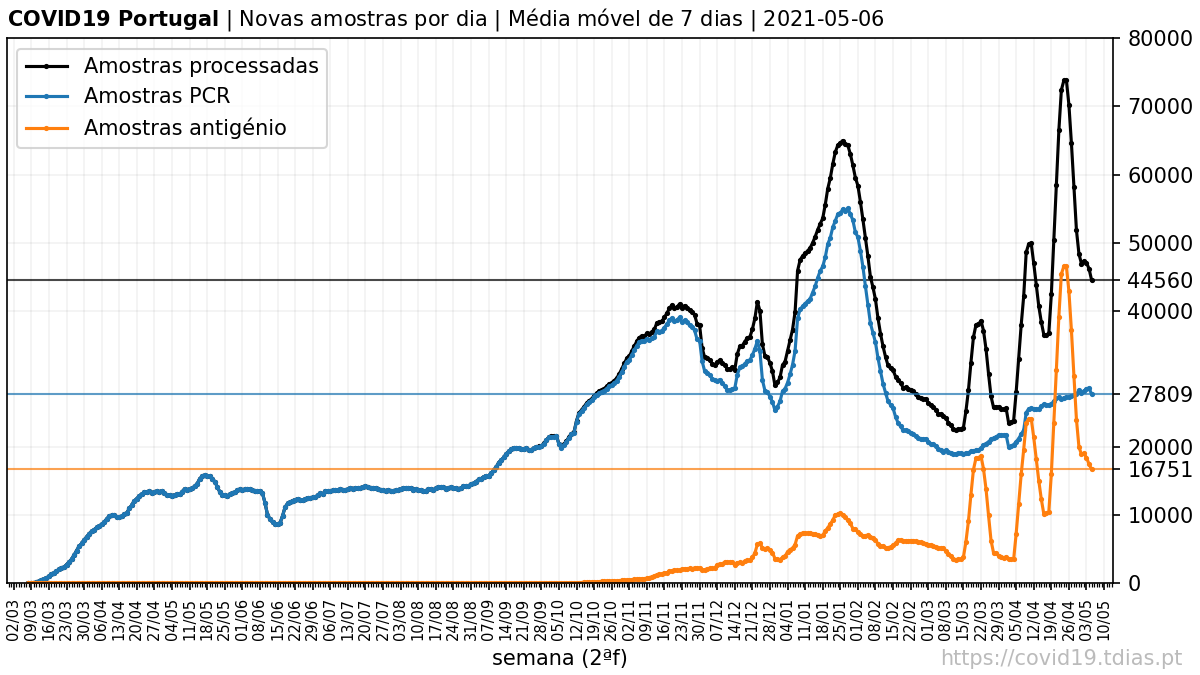 COVID19 Portugal | Novas amostras por dia | Média móvel de 7 dias | 2021-05-06
Amostras processadas
Amostras PCR
Amostras antigénio
80000
70000
60000
50000
44560
40000
27809
20000
16751
10000
0
02/03 09/03 16/03 23/03 30/03 06/04 13/04 20/04 27/04 04/05 11/05 18/05 25/05 01/06 08/06 15/06 22/06 29/06 06/07 13/07 20/07 27/07 03/08 10/08 17/08 24/08 31/08 07/09 14/09 21/09 28/09 05/10 12/10 19/10 26/10 02/11 09/11 16/11 23/11 30/11 07/12 14/12 21/12 28/12 04/01 11/01 18/01 25/01 01/02 08/02 15/02 22/02 01/03 08/03 15/03 22/03 29/03 05/04 12/04 19/04 26/04 03/05 10/05
semana (2ªf)
https://covid19.tdias.pt